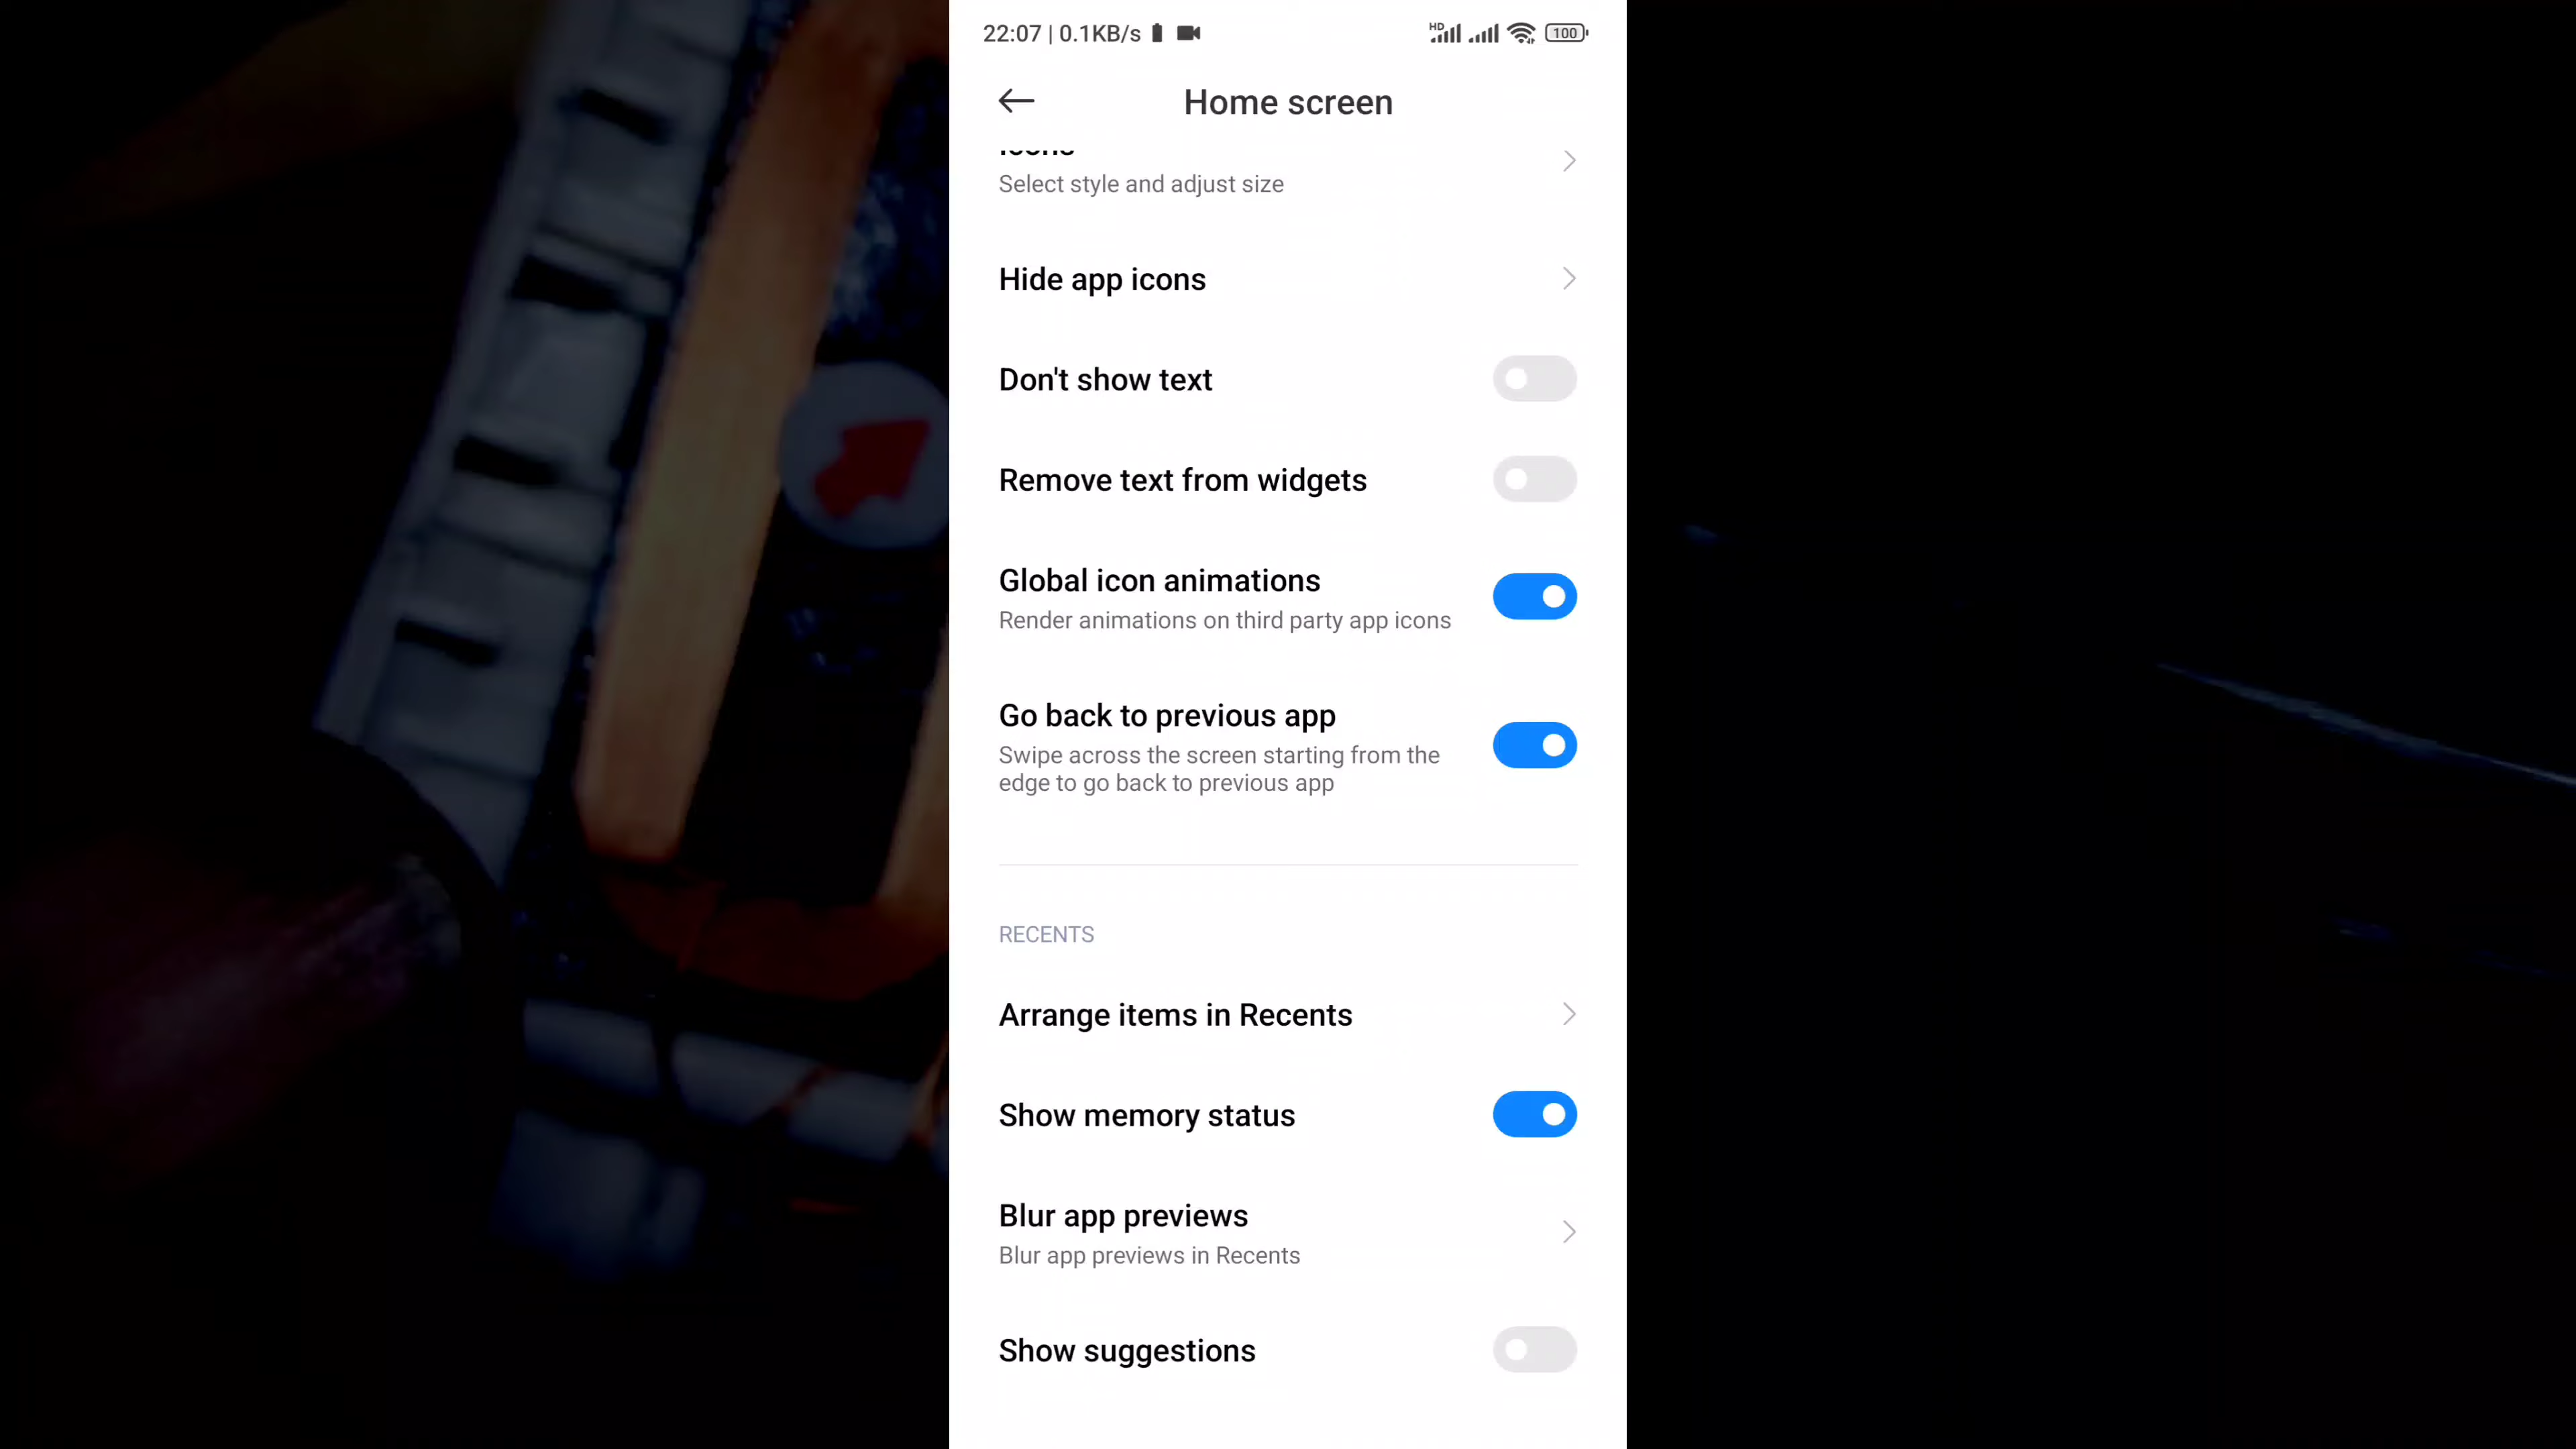 22:07 | 0.1KB/s
HD
100
Home screen
Icons
Select style and adjust size
Hide app icons
Don't show text
Remove text from widgets
Global icon animations
Render animations on third party app icons
Go back to previous app
Swipe across the screen starting from the
edge to go back to previous app
RECENTS
Arrange items in Recents
Show memory status
Blur app previews
Blur app previews in Recents
Show suggestions